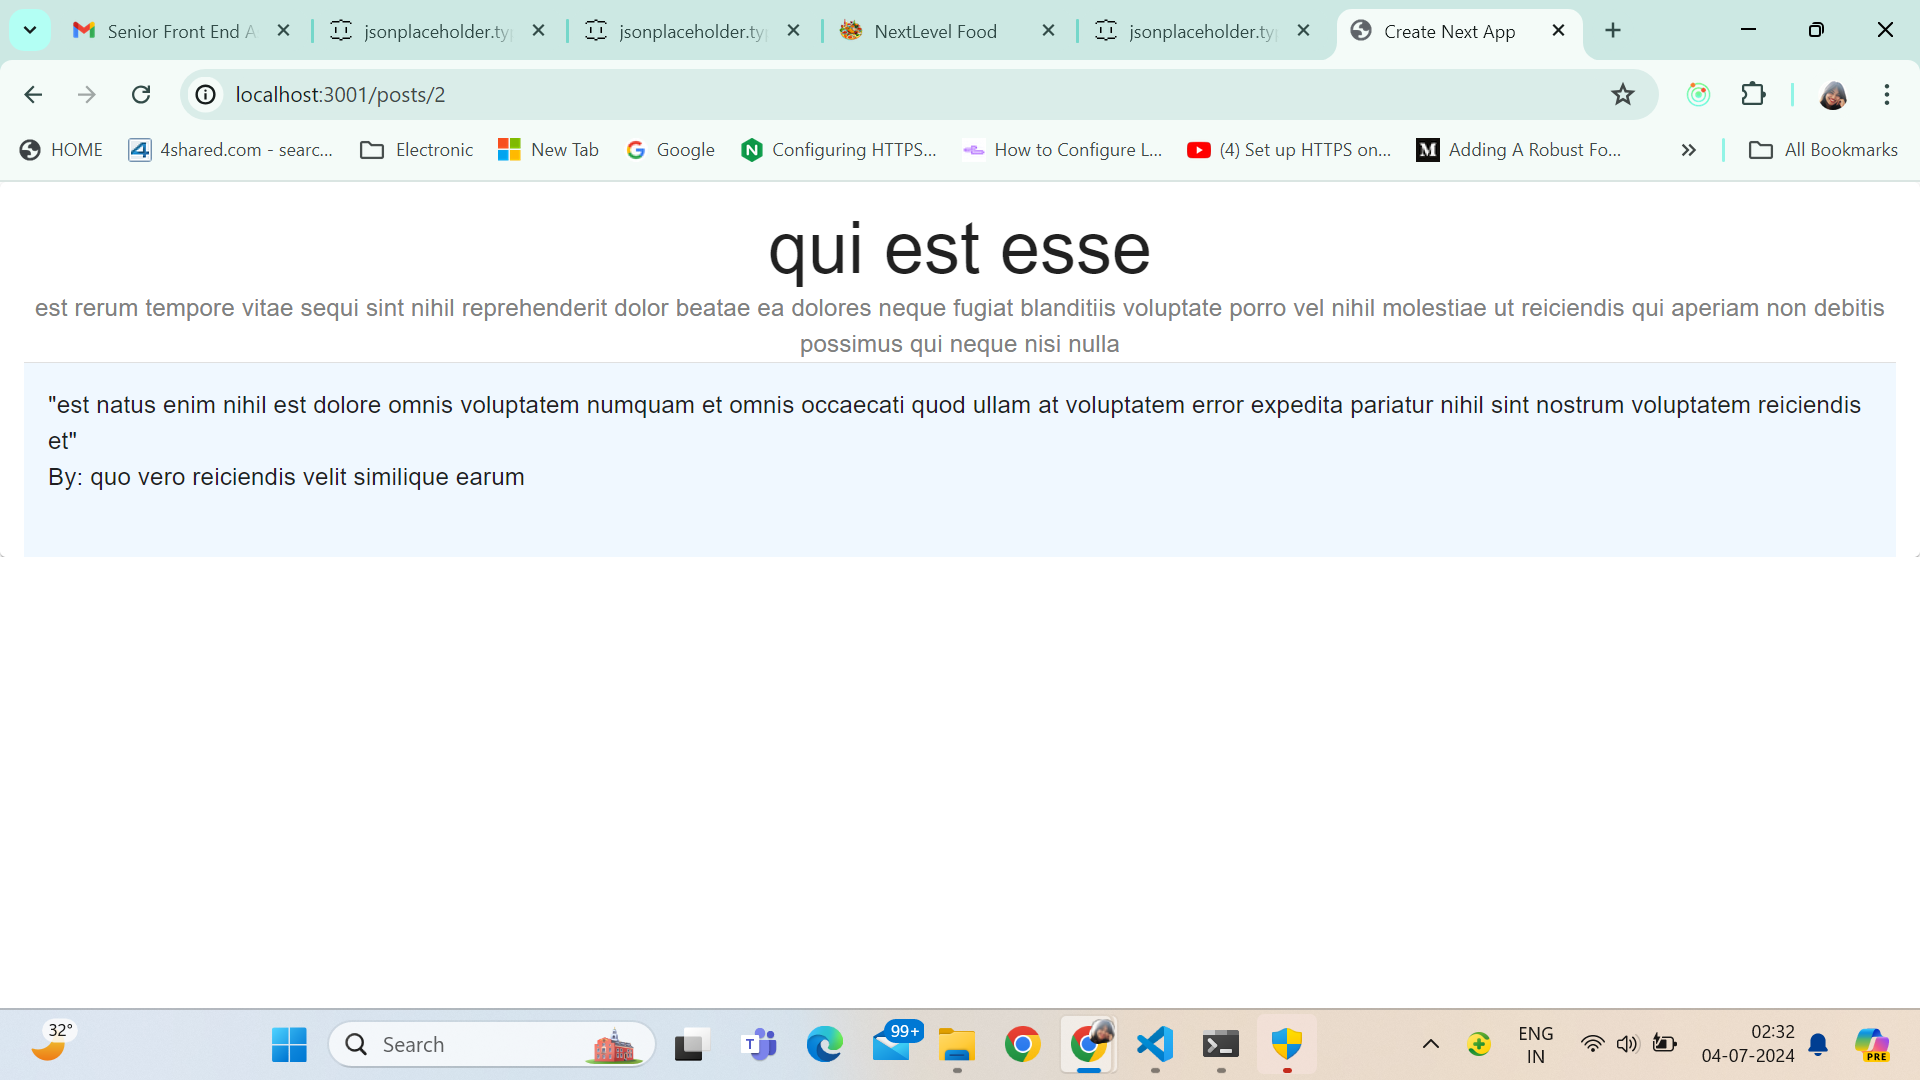 Senior Front End A
jsonplaceholder.ty
jsonplaceholder.ty
NextLevel Food
jsonplaceholder.ty
Create Next App
localhost:3001/posts/2
HOME
4shared.com - searc...
Electronic
New Tab
Google
Configuring HTTPS...
How to Configure L...
(4) Set up HTTPS on...
Adding A Robust Fo...
All Bookmarks
qui est esse
est rerum tempore vitae sequi sint nihil reprehenderit dolor beatae ea dolores neque fugiat blanditiis voluptate porro vel nihil molestiae ut reiciendis qui aperiam non debitis
possimus qui neque nisi nulla
"est natus enim nihil est dolore omnis voluptatem numquam et omnis occaecati quod ullam at voluptatem error expedita pariatur nihil sint nostrum voluptatem reiciendis
et"
By: quo vero reiciendis velit similique earum
32°
Search
99+
ENG
IN
02:32
04-07-2024
PRE